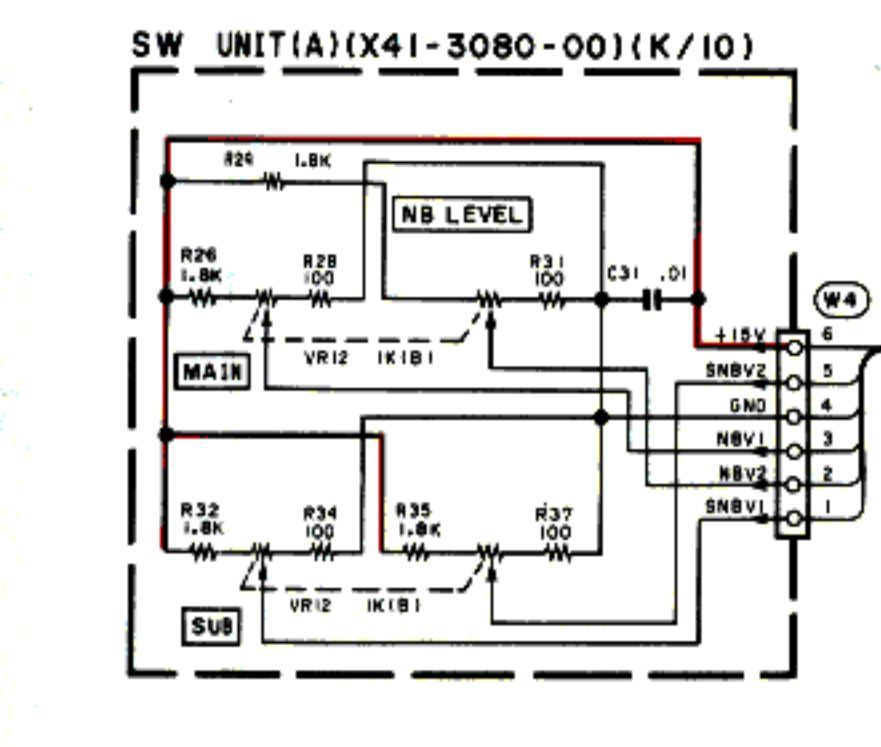 SW UNIT(A)(X41-3080-00)(K/10)
R29 1.8K
NB LEVEL
R26
1.8K
R28
100
R31
100
C31 .01
W4
+15V 6
VR12 1K(B)
MAIN
SNBV2 5
GND 4
NBV1 3
NBV2 2
SNBV1 1
R32
1.8K
R34
100
R35
1.8K
R37
100
VR12 1K(B)
SUB